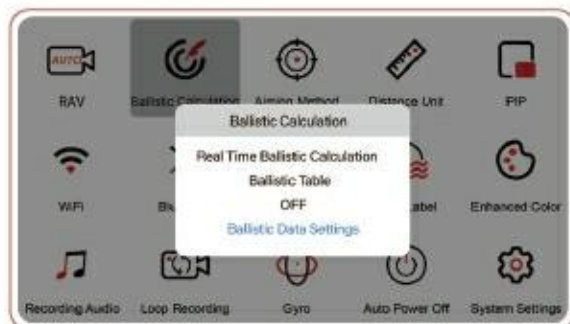 AUTO
RAV
Ballistic Calculation
Aiming Method
Distance Unit
PIP
Ballistic Calculation
Real Time Ballistic Calculation
Ballistic Table
OFF
Ballistic Data Settings
WiFi
Enhanced Color
Recording Audio
Loop Recording
Gyro
Auto Power Off
System Settings